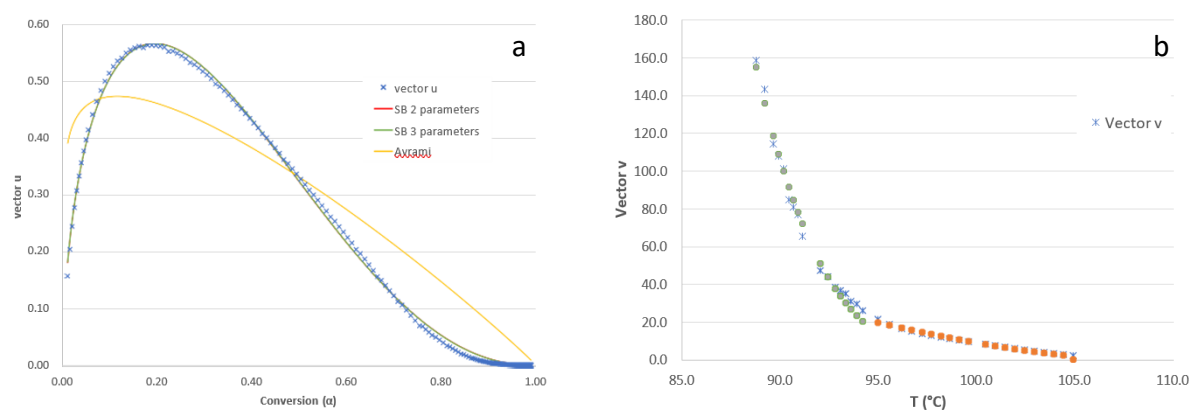 a
0.60
0.50
0.40
0.30
0.20
0.10
0.00
vector u
vector u
SB 2 parameters
SB 3 parameters
Avrami
0.00 0.20 0.40 0.60 0.80 1.00
Conversion (α)
b
180.0
160.0
140.0
120.0
100.0
80.0
60.0
40.0
20.0
0.0
Vector v
Vector v
85.0 90.0 95.0 100.0 105.0 110.0
T (°C)